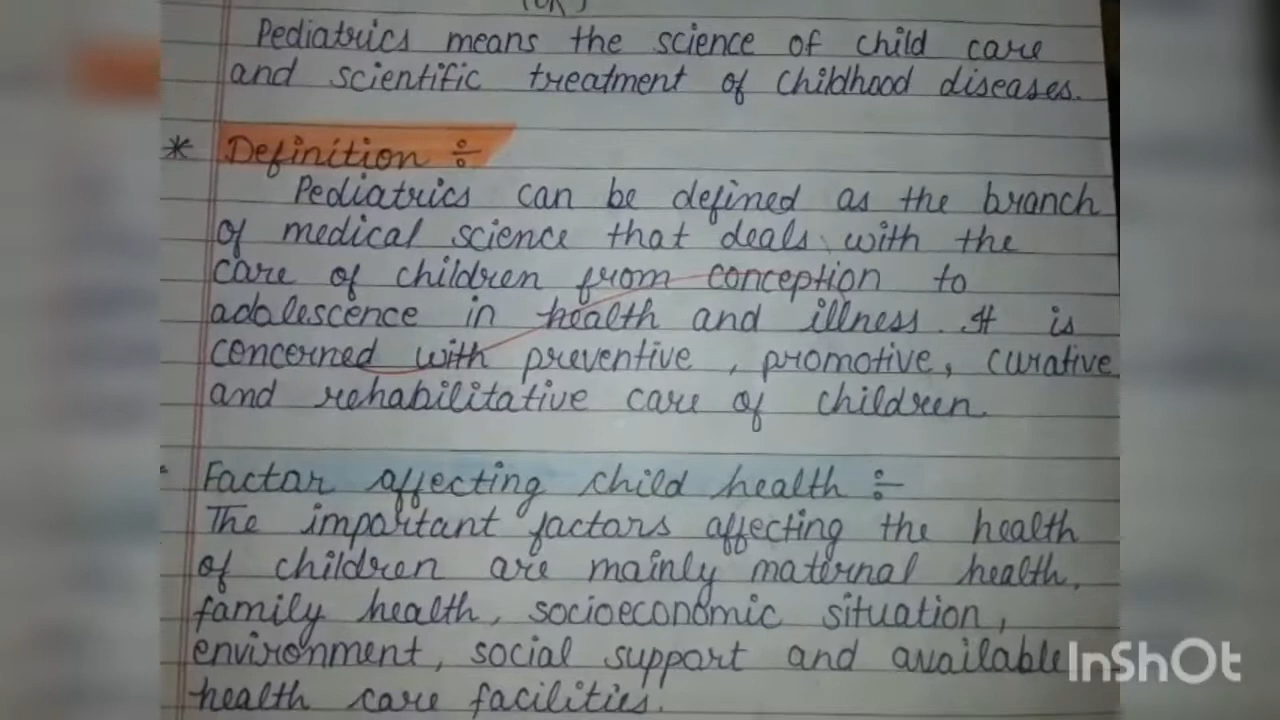 (OR)
Pediatrics means the science of child care
and scientific treatment of childhood diseases.
* Definition ÷
Pediatrics can be defined as the branch
of medical science that deals with the
care of children from conception to
adolescence in health and illness. It is
concerned with preventive, promotive, curative
and rehabilitative care of children.
Factor affecting child health ÷
The important factors affecting the health
of children are mainly maternal health,
family health, socioeconomic situation,
environment, social support and available
health care facilities.
InShOt